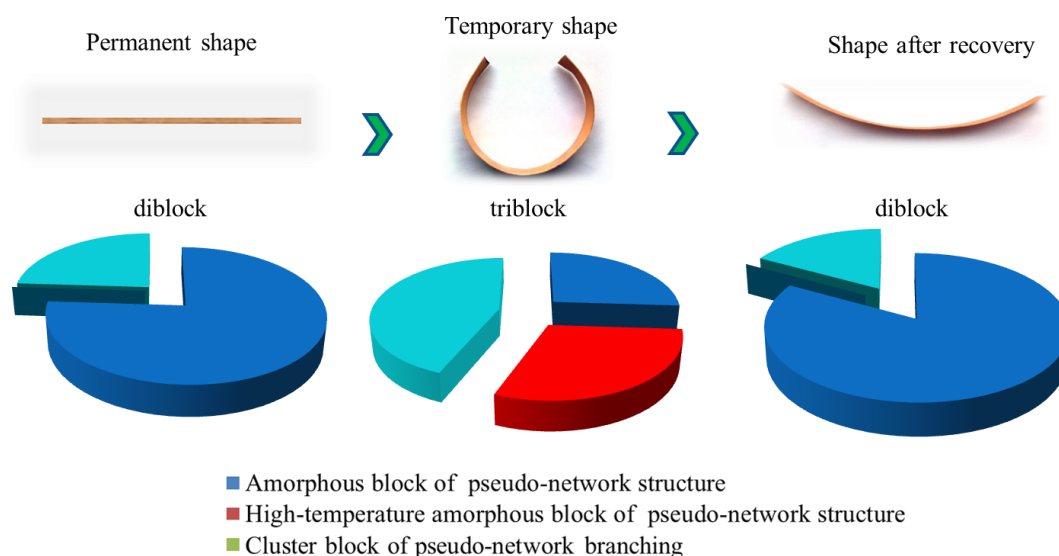 Permanent shape
Temporary shape
Shape after recovery
diblock
triblock
diblock
Amorphous block of pseudo-network structure
High-temperature amorphous block of pseudo-network structure
Cluster block of pseudo-network branching